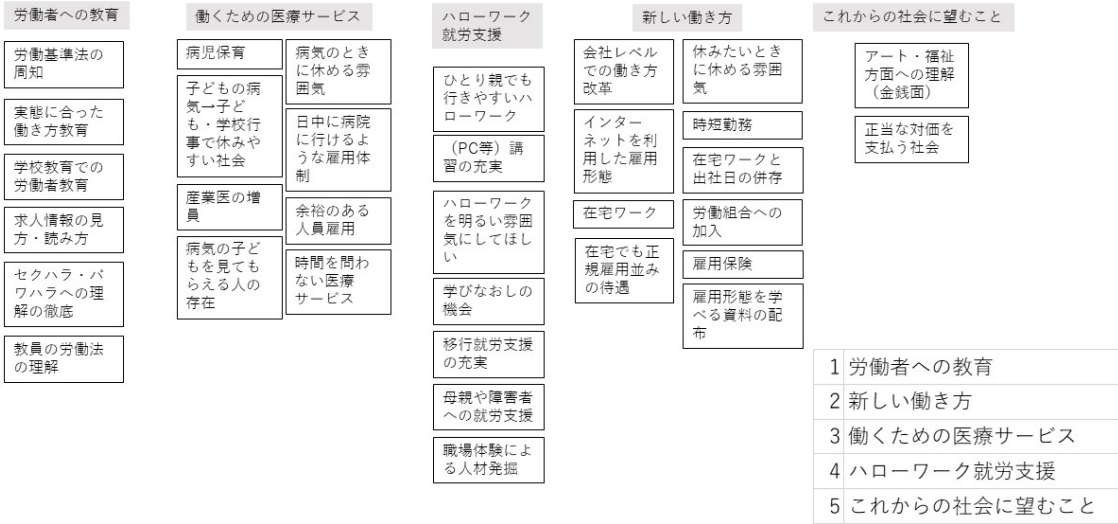 労働者への教育
労働基準法の
周知
実態に合った
働き方教育
学校教育での
労働者教育
求人情報の見
方・読み方
セクハラ・パ
ワハラへの理
解の徹底
教員の労働法
の理解
働くための医療サービス
病児保育
子どもの病
気→子ど
も・学校行
事で休みや
すい社会
産業医の増
員
病気の子ど
もを見ても
らえる人の
存在
病気のとき
に休める雰
囲気
日中に病院
に行けるよ
うな雇用体
制
余裕のある
人員雇用
時間を問わ
ない医療
サービス
ハローワーク
就労支援
ひとり親でも
行きやすいハ
ローワーク
（PC等）講
習の充実
ハローワーク
を明るい雰囲
気にしてほし
い
学びなおしの
機会
移行就労支援
の充実
母親や障害者
への就労支援
職場体験によ
る人材発掘
新しい働き方
会社レベル
での働き方
改革
インター
ネットを利
用した雇用
形態
在宅ワーク
在宅でも正
規雇用並み
の待遇
休みたいとき
に休める雰囲
気
時短勤務
在宅ワークと
出社日の併存
労働組合への
加入
雇用保険
雇用形態を学
べる資料の配
布
これからの社会に望むこと
アート・福祉
方面への理解
（金銭面）
正当な対価を
支払う社会
1 労働者への教育
2 新しい働き方
3 働くための医療サービス
4 ハローワーク就労支援
5 これからの社会に望むこと